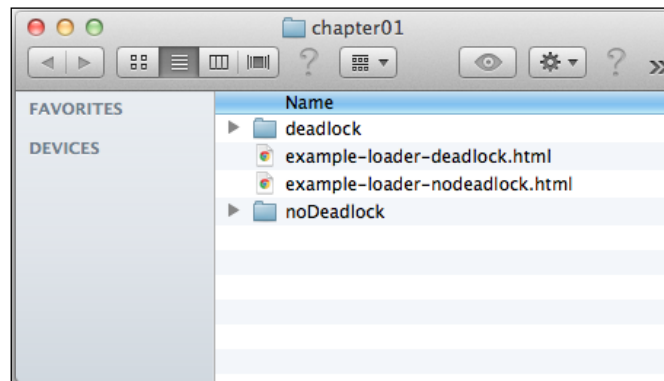 chapter01
FAVORITES
DEVICES
Name
deadlock
example-loader-deadlock.html
example-loader-nodeadlock.html
noDeadlock